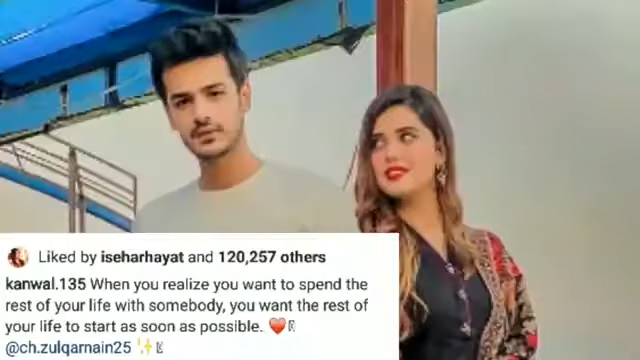 Liked by iseharhayat and 120,257 others
kanwal.135 When you realize you want to spend the
rest of your life with somebody, you want the rest of
your life to start as soon as possible. ❤️
@ch.zulqarnain25 ✨